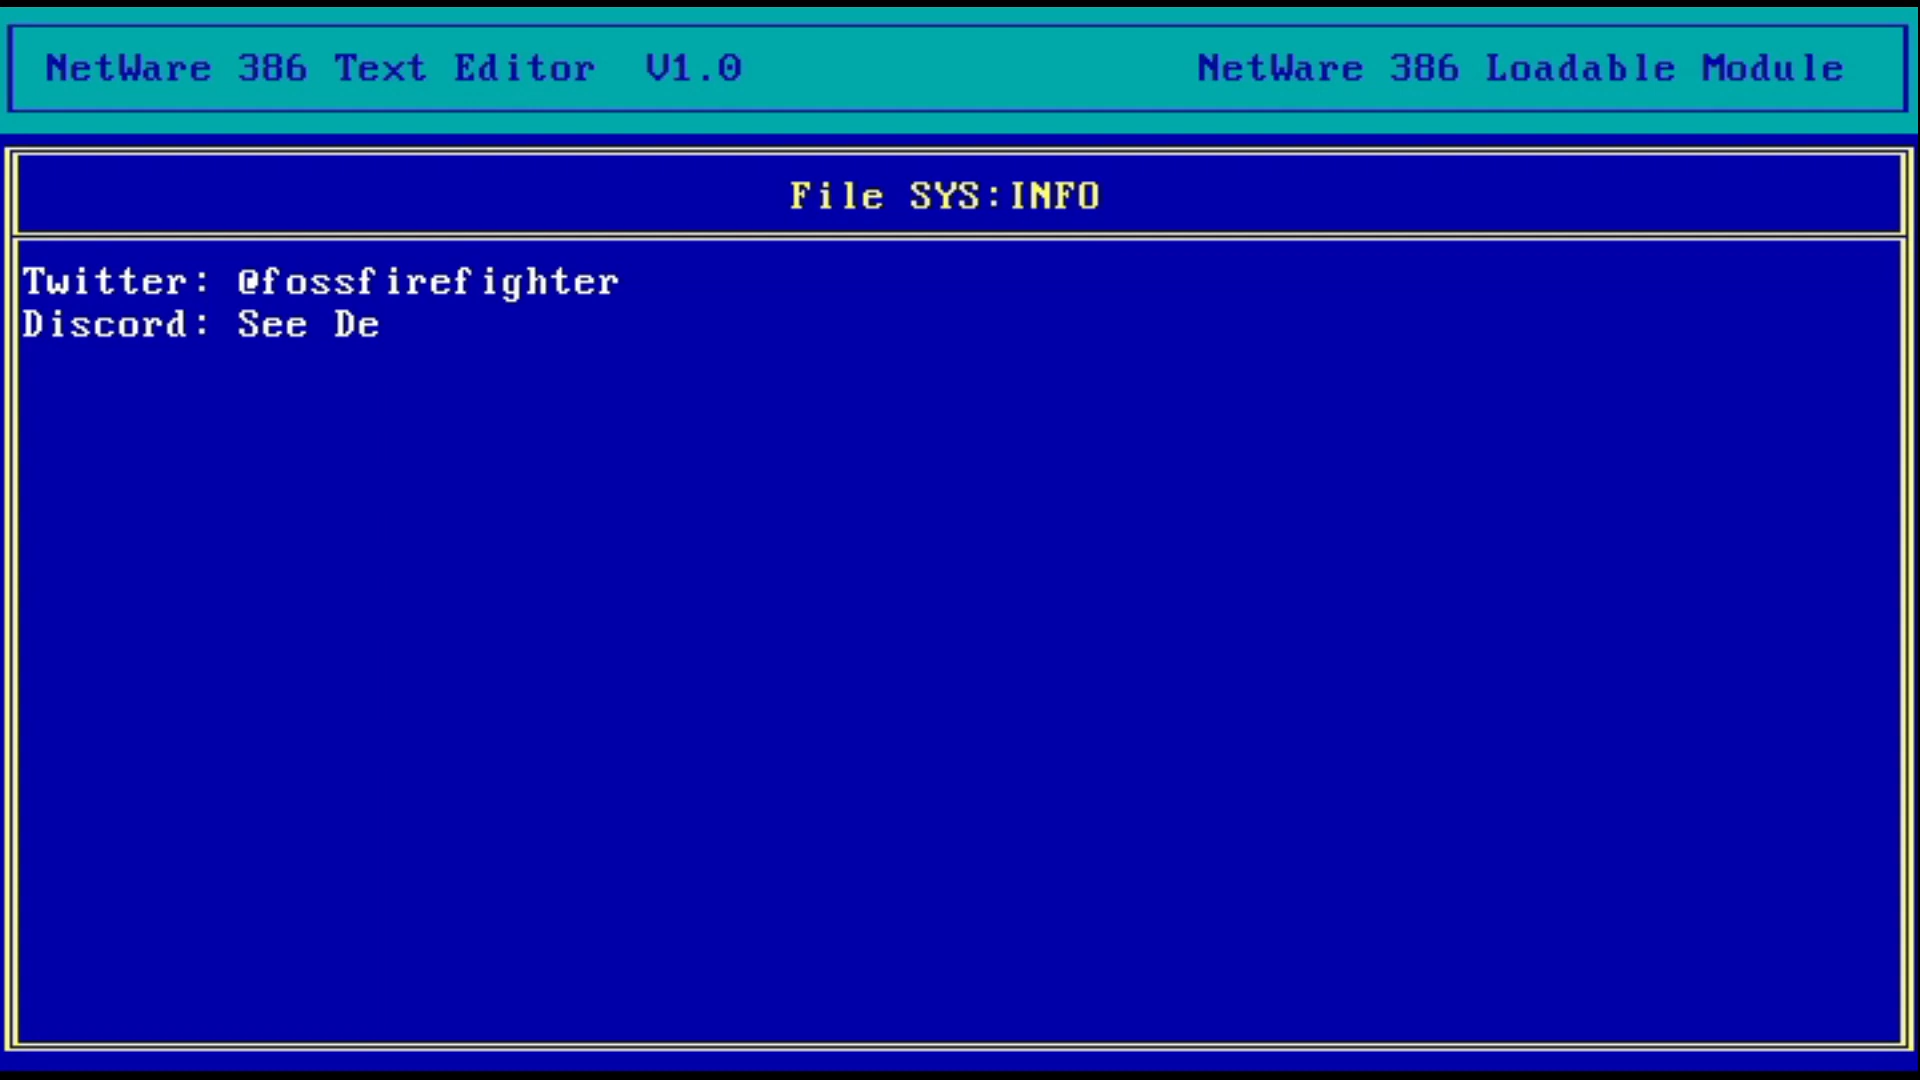 NetWare 386 Text Editor  V1.0    NetWare 386 Loadable Module
File SYS:INFO
Twitter: @fossfirefighter
Discord: See De